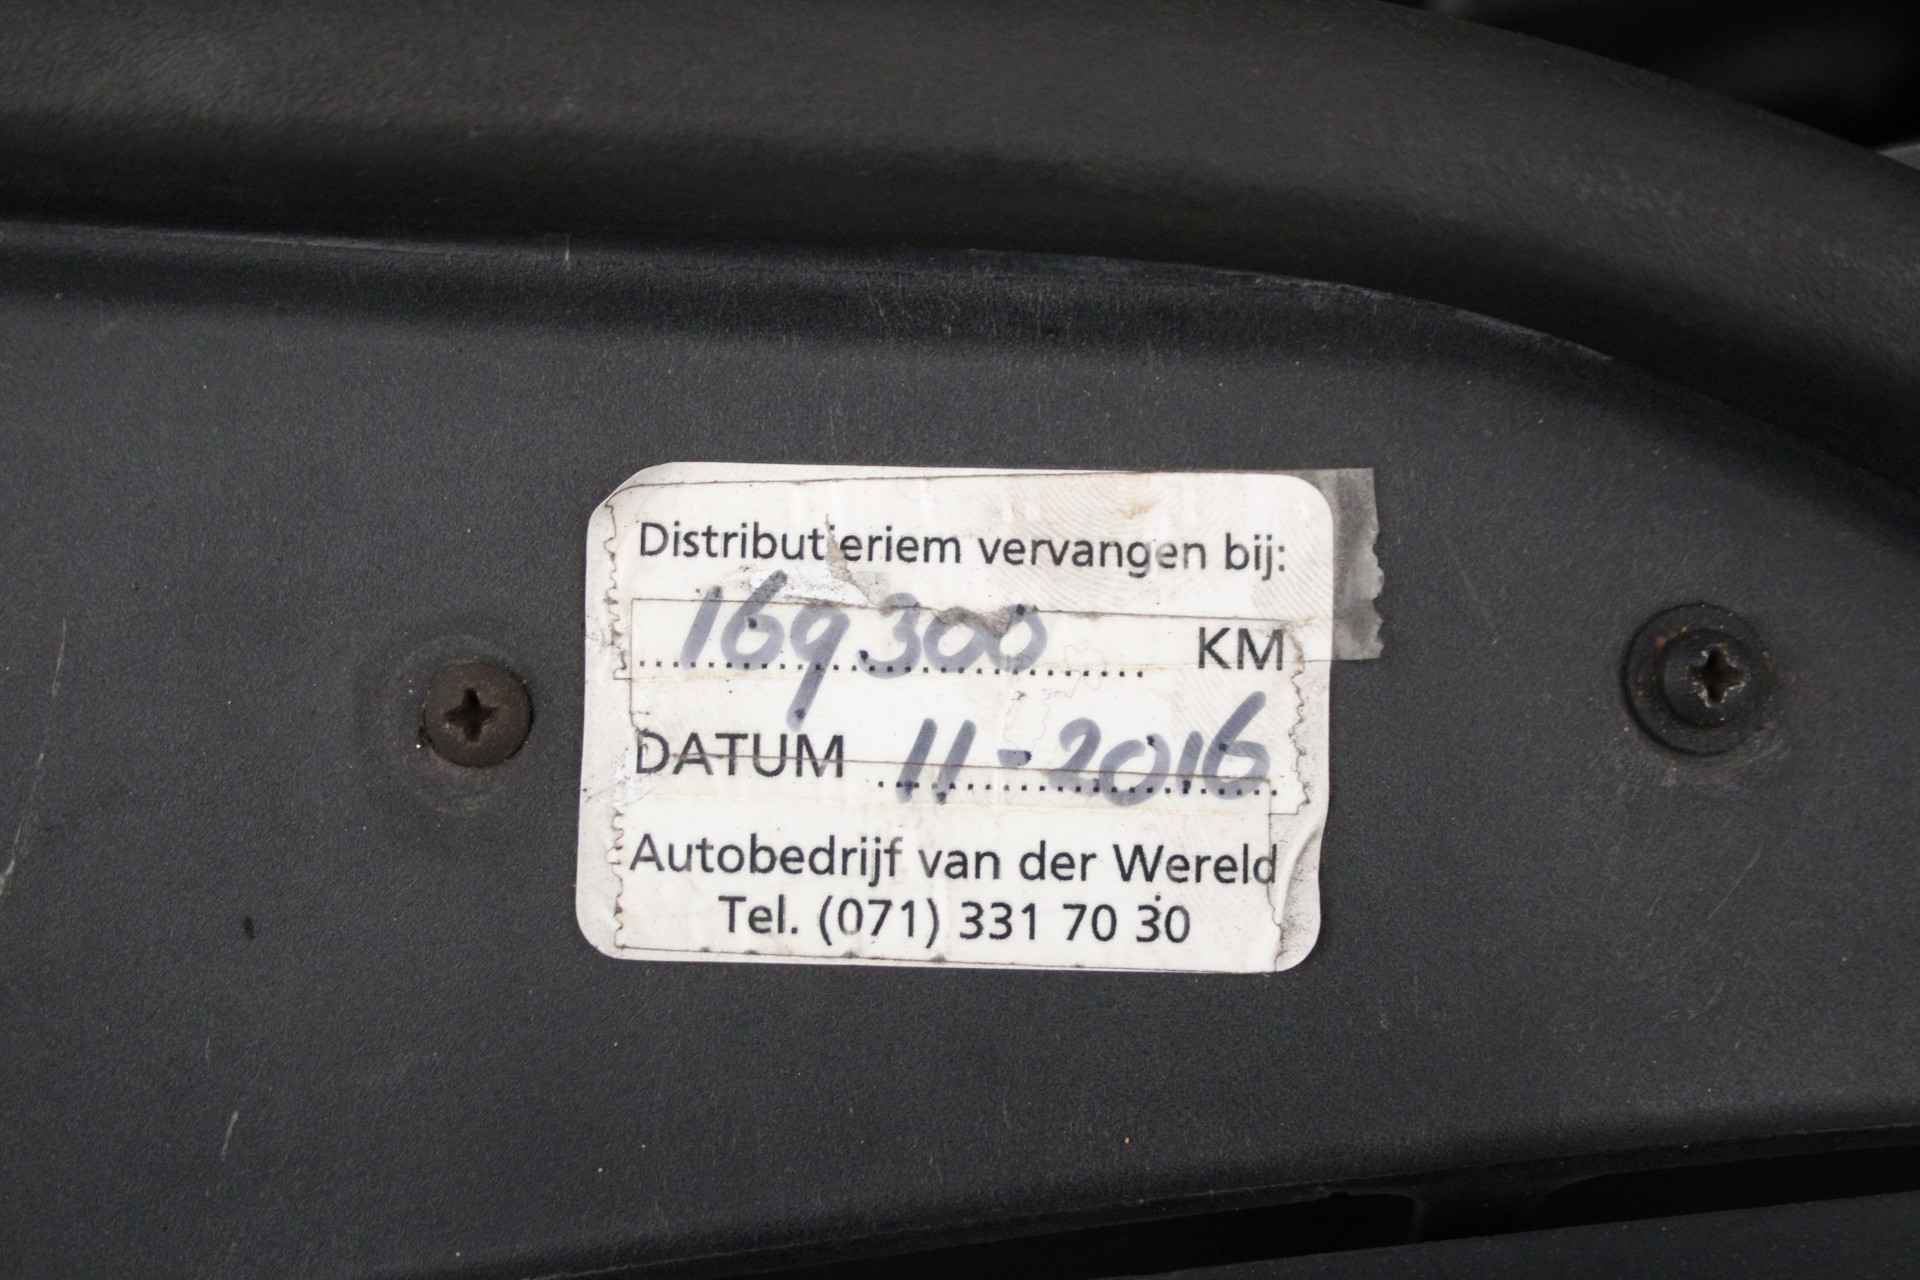 Distributieriem vervangen bij:
169300 KM
DATUM 11-2016
Autobedrijf van der Wereld
Tel. (071) 331 70 30